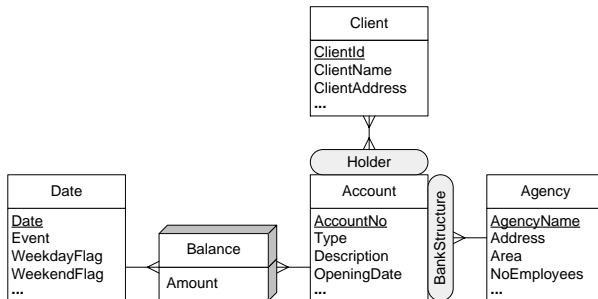 Client
ClientId
ClientName
ClientAddress
...
Holder
Date
Date
Event
WeekdayFlag
WeekendFlag
...
Balance
Amount
Account
AccountNo
Type
Description
OpeningDate
...
BankStructure
Agency
AgencyName
Address
Area
NoEmployees
...